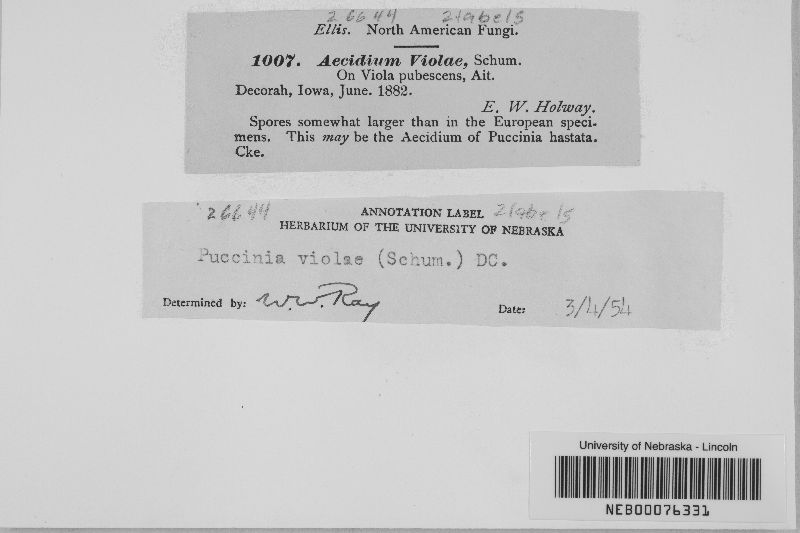 26644 2labels
Ellis. North American Fungi.
1007. Aecidium Violae, Schum.
On Viola pubescens, Ait.
Decorah, Iowa, June. 1882.
E. W. Holway.
Spores somewhat larger than in the European speci-
mens. This may be the Aecidium of Puccinia hastata.
Cke.
26644 ANNOTATION LABEL 2labels
HERBARIUM OF THE UNIVERSITY OF NEBRASKA
Puccinia violae (Schum.) DC.
Determined by: W.W. Ray Date: 3/4/54
University of Nebraska - Lincoln
NEB00076331